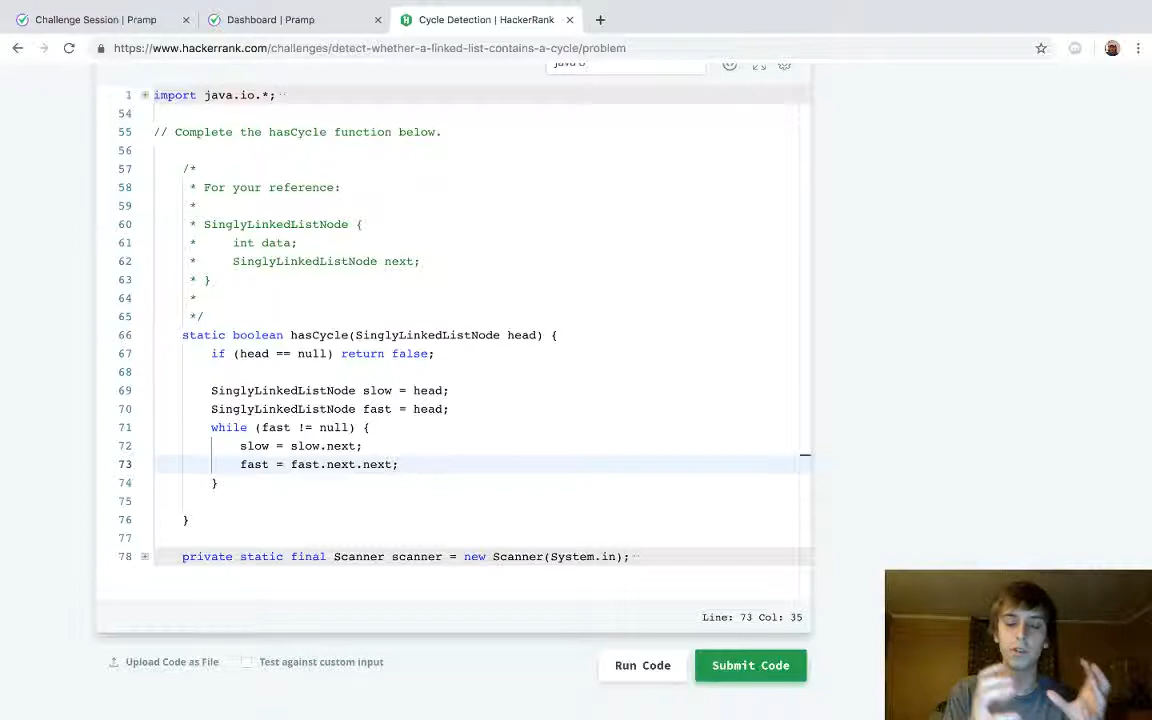 Challenge Session | Pramp
Dashboard | Pramp
Cycle Detection | HackerRank
https://www.hackerrank.com/challenges/detect-whether-a-linked-list-contains-a-cycle/problem
1 import java.io.*;
54
55 // Complete the hasCycle function below.
56
57 /*
58 * For your reference:
59 *
60 * SinglyLinkedListNode {
61 * int data;
62 * SinglyLinkedListNode next;
63 * }
64 *
65 */
66 static boolean hasCycle(SinglyLinkedListNode head) {
67 if (head == null) return false;
68
69 SinglyLinkedListNode slow = head;
70 SinglyLinkedListNode fast = head;
71 while (fast != null) {
72 slow = slow.next;
73 fast = fast.next.next;
74 }
75
76 }
77
78 private static final Scanner scanner = new Scanner(System.in);
Line: 73 Col: 35
Upload Code as File
Test against custom input
Run Code
Submit Code